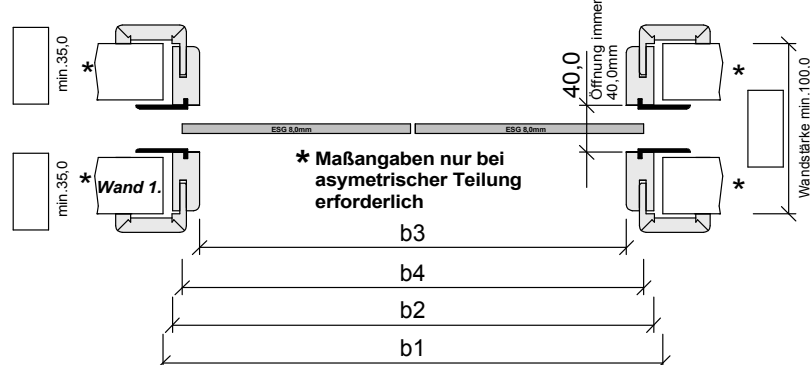 min.35,0
*
40,0
Öffnung immer
40,0mm
*
Wandstärke min.100,0
ESG 8,0mm
ESG 8,0mm
min.35,0
*
Wand 1.
* Maßangaben nur bei
asymetrischer Teilung
erforderlich
*
b3
b4
b2
b1